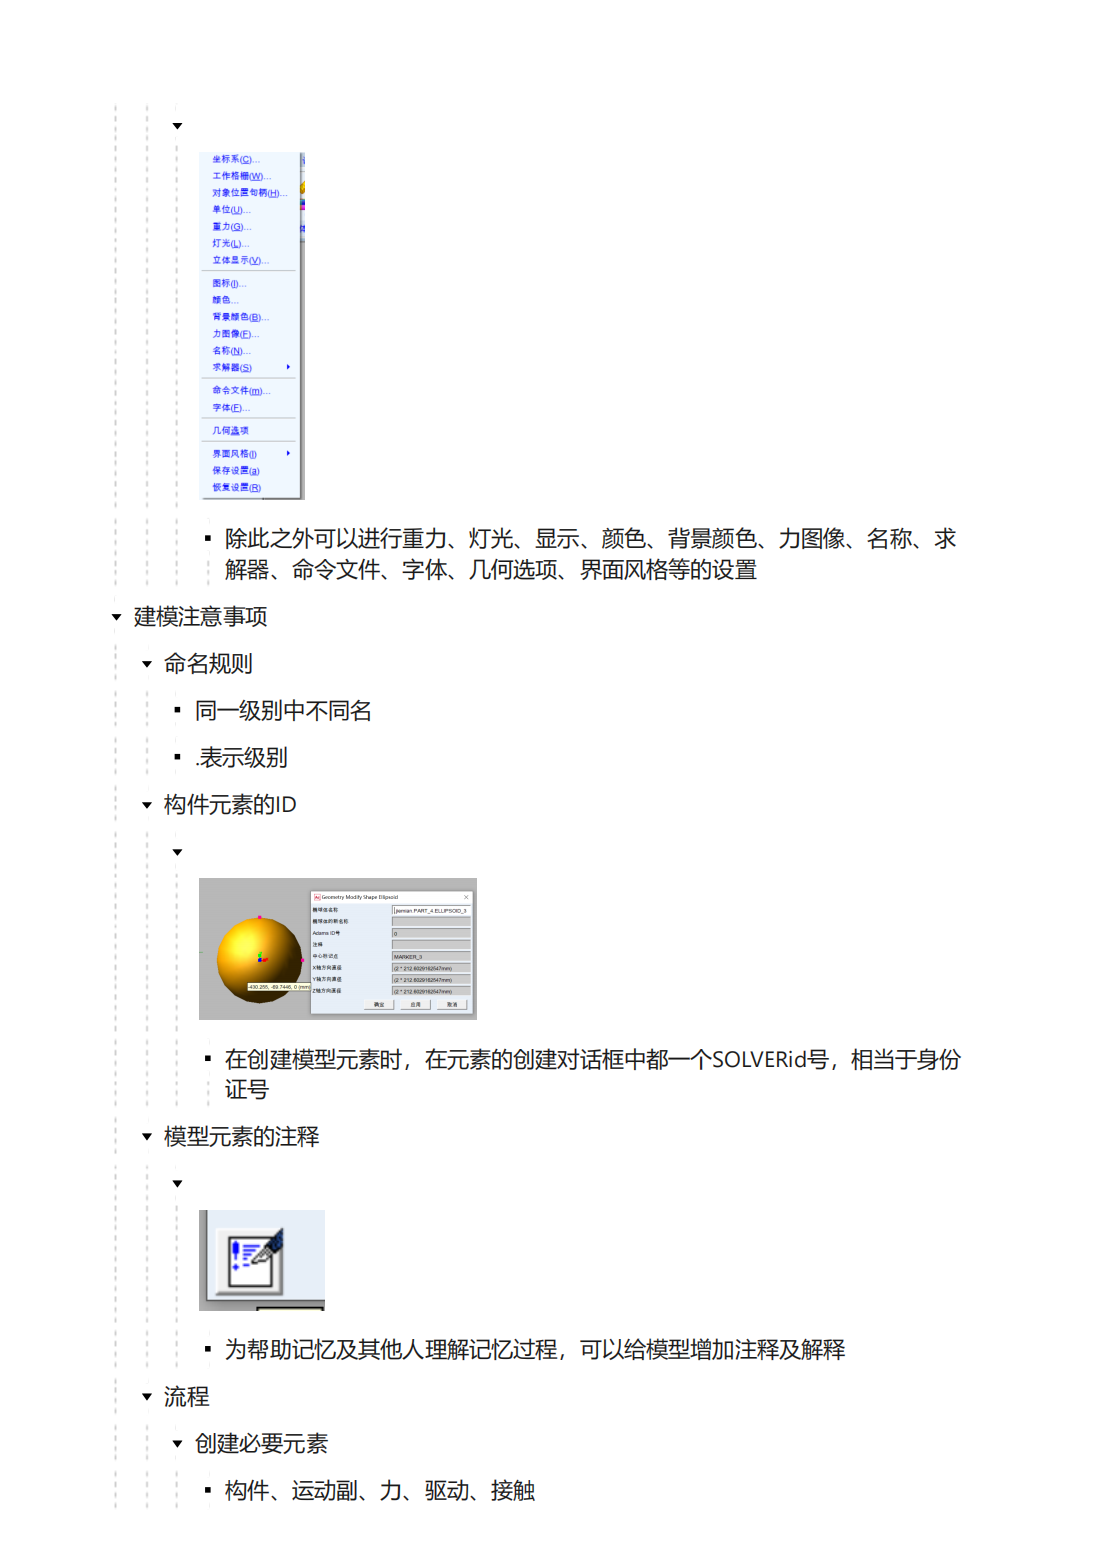 坐标系(C)...
工作格栅(W)...
对象位置句柄(H)...
单位(U)...
重力(G)...
灯光(L)...
立体显示(V)...
图标(I)...
颜色...
背景颜色(B)...
力图像(F)...
名称(N)...
求解器(S)
命令文件(m)...
字体(F)...
几何选项
界面风格(I)
保存设置(a)
恢复设置(R)
除此之外可以进行重力、灯光、显示、颜色、背景颜色、力图像、名称、求
解器、命令文件、字体、几何选项、界面风格等的设置
建模注意事项
命名规则
同一级别中不同名
.表示级别
构件元素的ID
Geometry Modify Shape Ellipsoid
椭球体名称
.jiemian.PART_4.ELLIPSOID_3
椭球体的新名称
Adams ID号
0
注释
中心标记点
MARKER_3
X轴方向直径
(2 * 212.6029162547mm)
Y轴方向直径
(2 * 212.6029162547mm)
Z轴方向直径
(2 * 212.6029162547mm)
确定 应用 取消
在创建模型元素时，在元素的创建对话框中都一个SOLVERid号，相当于身份
证号
模型元素的注释
为帮助记忆及其他人理解记忆过程，可以给模型增加注释及解释
流程
创建必要元素
构件、运动副、力、驱动、接触